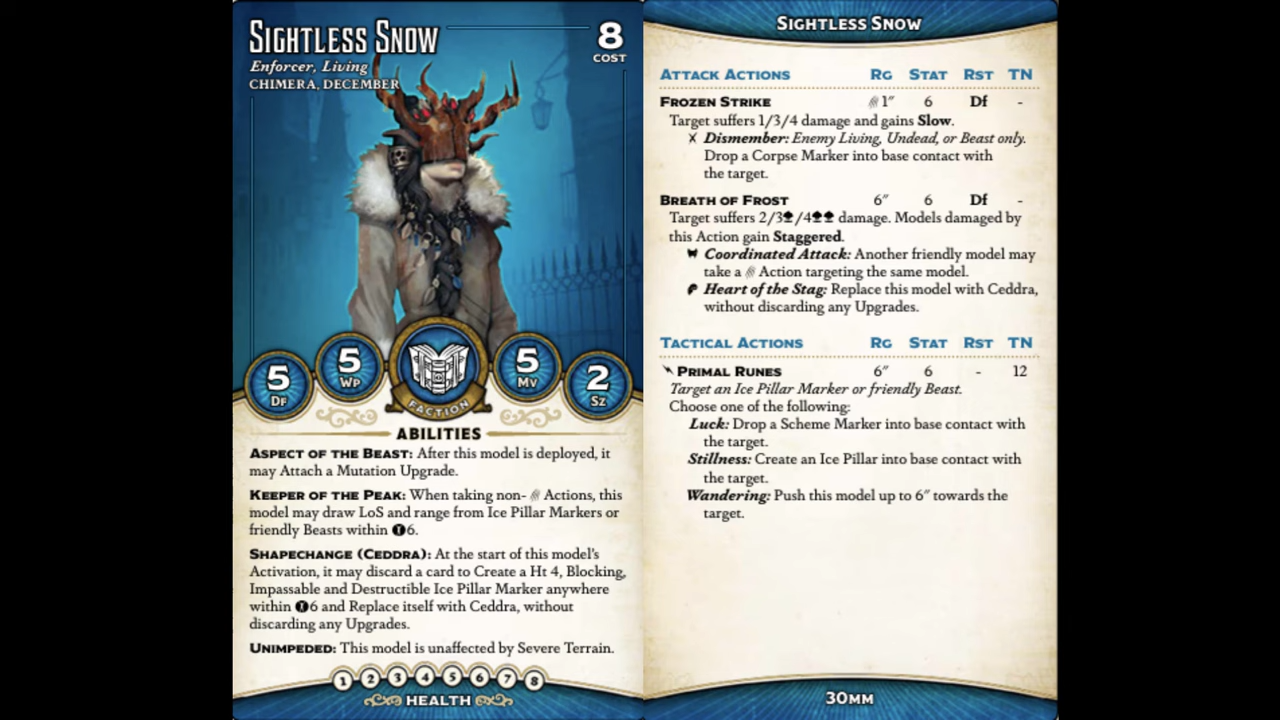 SIGHTLESS SNOW
8
COST
Enforcer, Living
CHIMERA, DECEMBER
5
DF
5
WP
FACTION
5
MV
2
SZ
ABILITIES
ASPECT OF THE BEAST: After this model is deployed, it
may Attach a Mutation Upgrade.
KEEPER OF THE PEAK: When taking non- Actions, this
model may draw LoS and range from Ice Pillar Markers or
friendly Beasts within 6.
SHAPECHANGE (CEDDRA): At the start of this model's
Activation, it may discard a card to Create a Ht 4, Blocking,
Impassable and Destructible Ice Pillar Marker anywhere
within 6 and Replace itself with Ceddra, without
discarding any Upgrades.
UNIMPEDED: This model is unaffected by Severe Terrain.
1 2 3 4 5 6 7 8
HEALTH
SIGHTLESS SNOW
ATTACK ACTIONS RG STAT RST TN
FROZEN STRIKE 1" 6 Df -
Target suffers 1/3/4 damage and gains Slow.
Dismember: Enemy Living, Undead, or Beast only.
Drop a Corpse Marker into base contact with
the target.
BREATH OF FROST 6" 6 Df -
Target suffers 2/3/4 damage. Models damaged by
this Action gain Staggered.
Coordinated Attack: Another friendly model may
take a Action targeting the same model.
Heart of the Stag: Replace this model with Ceddra,
without discarding any Upgrades.
TACTICAL ACTIONS RG STAT RST TN
PRIMAL RUNES 6" 6 - 12
Target an Ice Pillar Marker or friendly Beast.
Choose one of the following:
Luck: Drop a Scheme Marker into base contact with
the target.
Stillness: Create an Ice Pillar into base contact with
the target.
Wandering: Push this model up to 6" towards the
target.
30MM